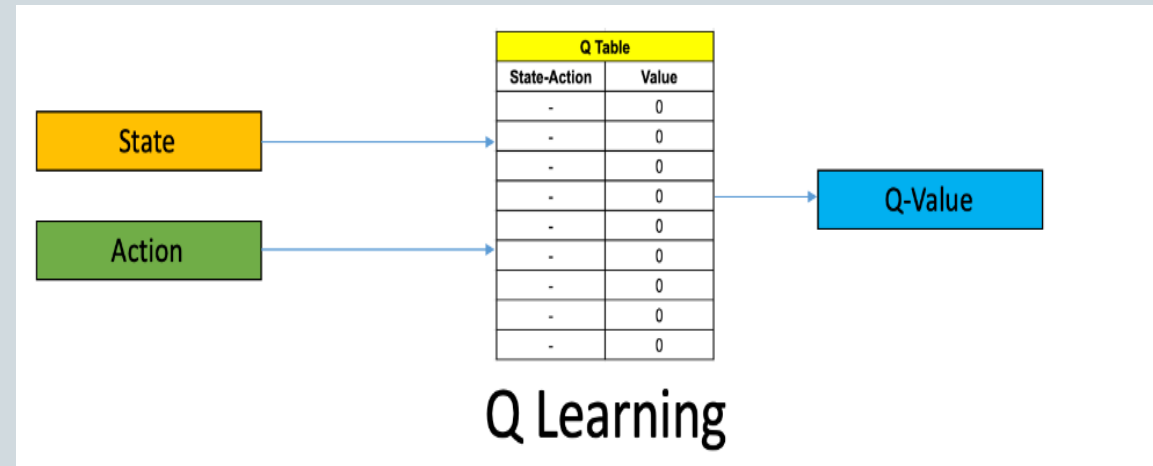 Q Table
State-Action Value
- 0
- 0
- 0
- 0
- 0
- 0
- 0
- 0
- 0
State
Action
Q-Value
Q Learning